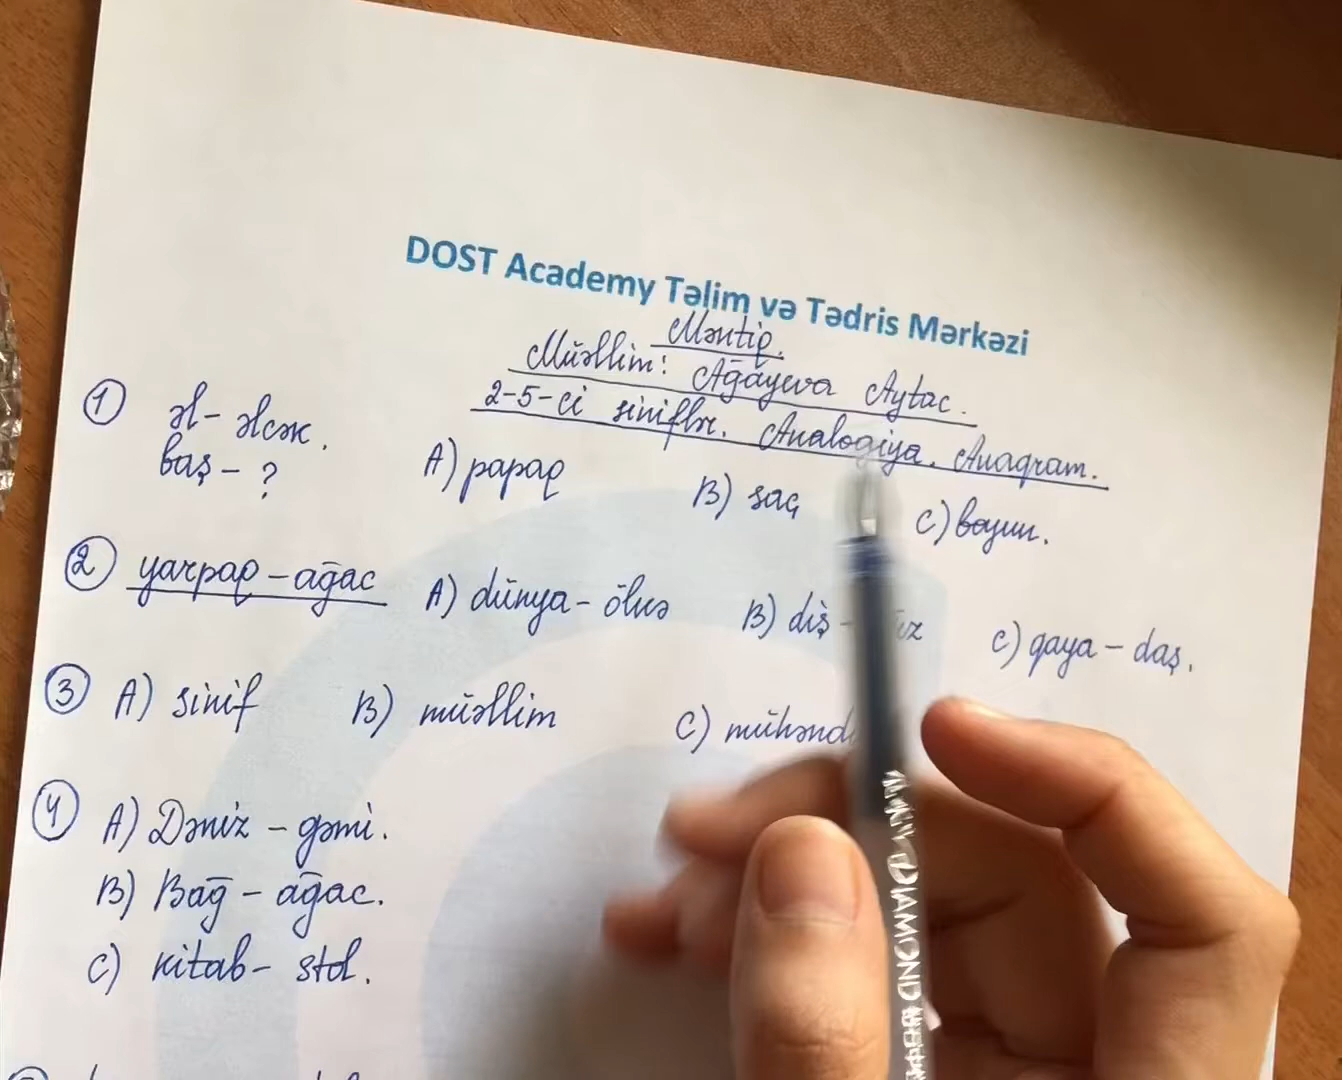 DOST Academy Təlim və Tədris Mərkəzi
Məntiq.
Müəllim: Ağayeva Aytac.
2-5-ci siniflər. Analogiya. Anaqram.
1 əl - əlcək.
baş - ?
A) papaq B) saç C) boyun.
2 yarpaq - ağac A) dünya - ölkə B) diş - C) qaya - daş.
3 A) sinif B) müəllim C)
4 A) Dəniz - gəmi.
B) Bağ - ağac.
C) kitab - stol.
DIAMOND